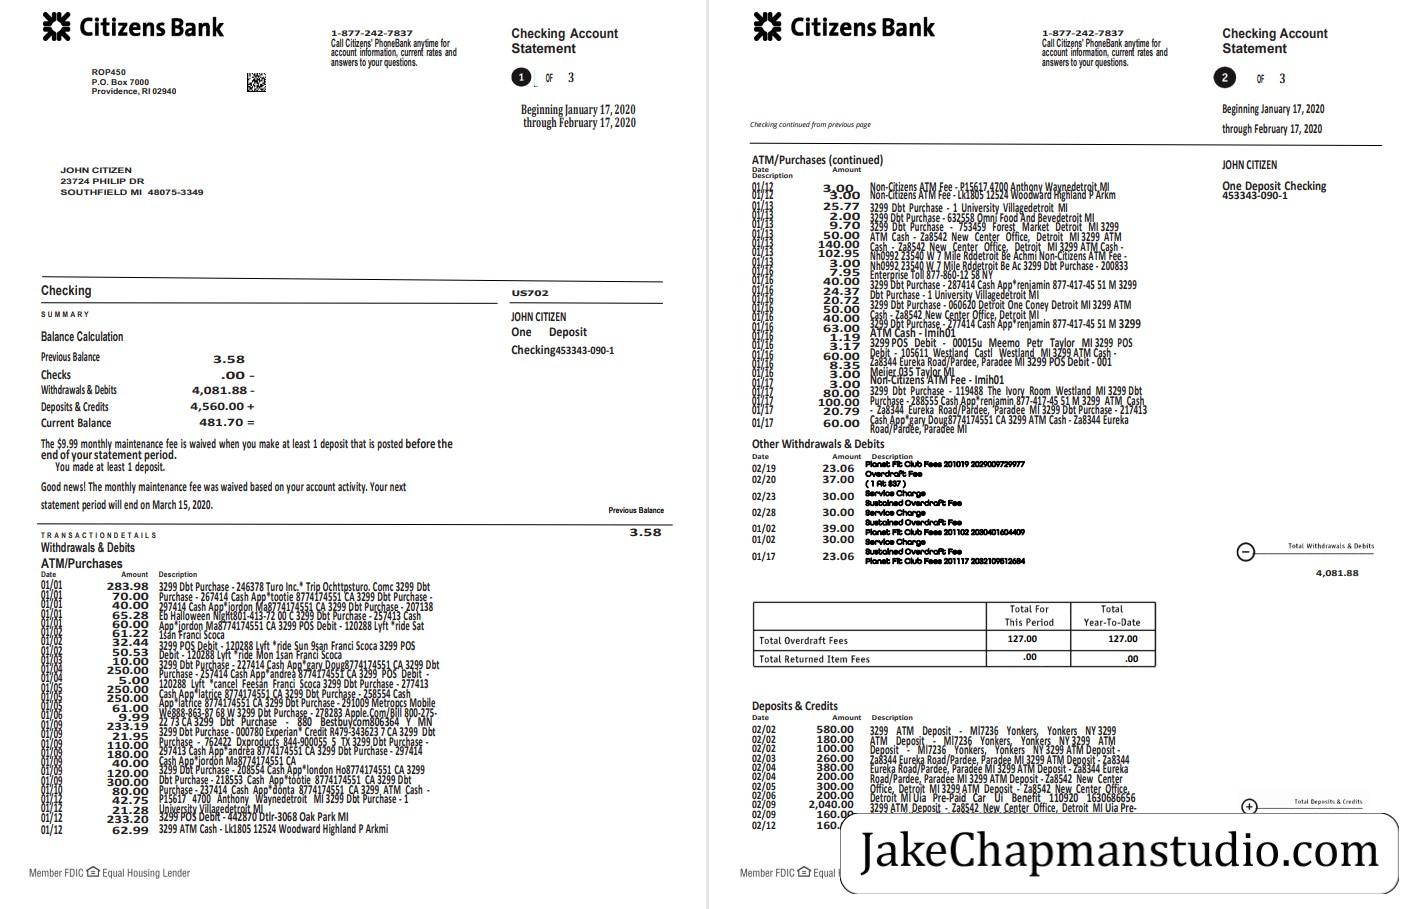 Citizens Bank
1-877-242-7837
Call Citizens' PhoneBank anytime for
account information, current rates and
answers to your questions.
Checking Account
Statement
1 OF 3
Beginning January 17, 2020
through February 17, 2020
ROP450
P.O. Box 7000
Providence, RI 02940
JOHN CITIZEN
23724 PHILIP DR
SOUTHFIELD MI 48075-3349
Checking
SUMMARY
Balance Calculation
Previous Balance 3.58
Checks .00 -
Withdrawals & Debits 4,081.88 -
Deposits & Credits 4,560.00 +
Current Balance 481.70 =
US702
JOHN CITIZEN
One Deposit
Checking453343-090-1
The $9.99 monthly maintenance fee is waived when you make at least 1 deposit that is posted before the
end of your statement period.
You made at least 1 deposit.
Good news! The monthly maintenance fee was waived based on your account activity. Your next
statement period will end on March 15, 2020.
Previous Balance
3.58
TRANSACTIONDETAILS
Withdrawals & Debits
ATM/Purchases
Date Amount Description
01/01 283.98 3299 Dbt Purchase - 246378 Turo Inc.* Trip Ochttpsturo. Comc 3299 Dbt
01/01 70.00 Purchase - 267414 Cash App*tootie 8774174551 CA 3299 Dbt Purchase -
01/01 40.00 297414 Cash App*jordon Ma8774174551 CA 3299 Dbt Purchase - 207138
01/01 65.28 Eb Halloween Night801-413-72 00 C 3299 Dbt Purchase - 257413 Cash
01/01 60.00 App*jordon Ma8774174551 CA 3299 POS Debit - 120288 Lyft *ride Sat
01/02 61.22 1san Franci Scoca
01/02 32.44 3299 POS Debit - 120288 Lyft *ride Sun 9san Franci Scoca 3299 POS
01/02 50.53 Debit - 120288 Lyft *ride Mon 1san Franci Scoca
01/03 10.00 3299 Dbt Purchase - 227414 Cash App*gary Doug8774174551 CA 3299 Dbt
01/04 250.00 Purchase - 257414 Cash App*andrea 8774174551 CA 3299 POS Debit -
01/04 5.00 120288 Lyft *cancel Feesan Franci Scoca 3299 Dbt Purchase - 277413
01/05 250.00 Cash App*latrice 8774174551 CA 3299 Dbt Purchase - 258554 Cash
01/05 250.00 App*latrice 8774174551 CA 3299 Dbt Purchase - 291009 Metropcs Mobile
01/05 61.00 We888-863-87 68 W 3299 Dbt Purchase - 278283 Apple.Com/Bill 800-275-
01/06 9.99 22 73 CA 3299 Dbt Purchase - 880 Bestbuycom806364 Y MN
01/09 233.19 3299 Dbt Purchase - 000780 Experian* Credit R479-343623 7 CA 3299 Dbt
01/09 21.95 Purchase - 762422 Dxproducts 844-900055 5 TX 3299 Dbt Purchase -
01/09 110.00 297413 Cash App*andrea 8774174551 CA 3299 Dbt Purchase - 297414
01/09 180.00 Cash App*jordon Ma8774174551 CA
01/09 40.00 3299 Dbt Purchase - 208554 Cash App*london Ho8774174551 CA 3299
01/09 120.00 Dbt Purchase - 218553 Cash App*tootie 8774174551 CA 3299 Dbt
01/09 300.00 Purchase - 237414 Cash App*donta 8774174551 CA 3299 ATM Cash -
01/10 80.00 P15617 4700 Anthony Waynedetroit MI 3299 Dbt Purchase - 1
01/12 42.75 University Villagedetroit MI
01/12 21.28
01/12 233.20 3299 POS Debit - 442870 Dtlr-3068 Oak Park MI
01/12 62.99 3299 ATM Cash - Lk1805 12524 Woodward Highland P Arkmi
Member FDIC Equal Housing Lender
Citizens Bank
1-877-242-7837
Call Citizens' PhoneBank anytime for
account information, current rates and
answers to your questions.
Checking Account
Statement
2 OF 3
Beginning January 17, 2020
through February 17, 2020
Checking continued from previous page
JOHN CITIZEN
One Deposit Checking
453343-090-1
ATM/Purchases (continued)
Date Amount
Description
01/12 3.00 Non-Citizens ATM Fee - P15617 4700 Anthony Waynedetroit MI
01/12 3.00 Non-Citizens ATM Fee - Lk1805 12524 Woodward Highland P Arkm
01/13 25.77 3299 Dbt Purchase - 1 University Villagedetroit MI
01/13 2.00 3299 Dbt Purchase - 632558 Omni Food And Bevedetroit MI
01/13 9.70 3299 Dbt Purchase - 753459 Forest Market Detroit MI 3299
01/13 50.00 ATM Cash - Za8542 New Center Office, Detroit MI 3299 ATM
01/13 140.00 Cash - Za8542 New Center Office, Detroit MI 3299 ATM Cash -
01/13 102.95 Nh0992 23540 W 7 Mile Rddetroit Be Achmi Non-Citizens ATM Fee -
01/13 3.00 Nh0992 23540 W 7 Mile Rddetroit Be Ac 3299 Dbt Purchase - 200833
01/16 7.95 Enterprise Toll 877-860-12 58 NY
01/16 40.00 3299 Dbt Purchase - 287414 Cash App*renjamin 877-417-45 51 M 3299
01/16 24.37 Dbt Purchase - 1 University Villagedetroit MI
01/16 20.72 3299 Dbt Purchase - 060620 Detroit One Coney Detroit MI 3299 ATM
01/16 50.00 Cash - Za8542 New Center Office, Detroit MI
01/16 40.00 3299 Dbt Purchase - 277414 Cash App*renjamin 877-417-45 51 M 3299
01/16 63.00 ATM Cash - Imih01
01/16 1.19 3299 POS Debit - 00015u Meemo Petr Taylor MI 3299 POS
01/16 3.17 Debit - 105611 Westland Castl Westland MI 3299 ATM Cash -
01/16 60.00 Za8344 Eureka Road/Pardee, Paradee MI 3299 POS Debit - 001
01/16 8.35 Meijer 035 Taylor MI
01/16 3.00 Non-Citizens ATM Fee - Imih01
01/17 3.00 3299 Dbt Purchase - 119488 The Ivory Room Westland MI 3299 Dbt
01/17 80.00 Purchase - 288555 Cash App*renjamin 877-417-45 51 M 3299 ATM Cash
01/17 100.00 - Za8344 Eureka Road/Pardee, Paradee MI 3299 Dbt Purchase - 217413
01/17 20.79 Cash App*gary Doug8774174551 CA 3299 ATM Cash - Za8344 Eureka
01/17 60.00 Road/Pardee, Paradee MI
Other Withdrawals & Debits
Date Amount Description
02/19 23.06 Planet Fit Club Fees 201019 2029009729977
02/20 37.00 Overdraft Fee
( 1 At $37 )
02/23 30.00 Service Charge
Sustained Overdraft Fee
02/28 30.00 Service Charge
Sustained Overdraft Fee
01/02 39.00 Planet Fit Club Fees 201102 2030401604409
01/02 30.00 Service Charge
Sustained Overdraft Fee
01/17 23.06 Planet Fit Club Fees 201117 2032109512684
Total Withdrawals & Debits
4,081.88
Total For This Period Total Year-To-Date
Total Overdraft Fees 127.00 127.00
Total Returned Item Fees .00 .00
Deposits & Credits
Date Amount Description
02/02 580.00 3299 ATM Deposit - Ml7236 Yonkers, Yonkers NY 3299
02/02 180.00 ATM Deposit - Ml7236 Yonkers, Yonkers NY 3299 ATM
02/02 100.00 Deposit - Ml7236 Yonkers, Yonkers NY 3299 ATM Deposit -
02/03 260.00 Za8344 Eureka Road/Pardee, Paradee MI 3299 ATM Deposit - Za8344
02/04 380.00 Eureka Road/Pardee, Paradee MI 3299 ATM Deposit - Za8344 Eureka
02/04 200.00 Road/Pardee, Paradee MI 3299 ATM Deposit - Za8542 New Center
02/05 300.00 Office, Detroit MI 3299 ATM Deposit - Za8542 New Center Office,
02/06 200.00 Detroit MI Uia Pre-Paid Car Ui Benefit 110920 1630686656
02/09 2,040.00 3299 ATM Deposit - Za8542 New Center Office, Detroit MI Uia Pre-
02/09 160.00
02/12 160.
Total Deposits & Credits
Member FDIC Equal H
JakeChapmanstudio.com